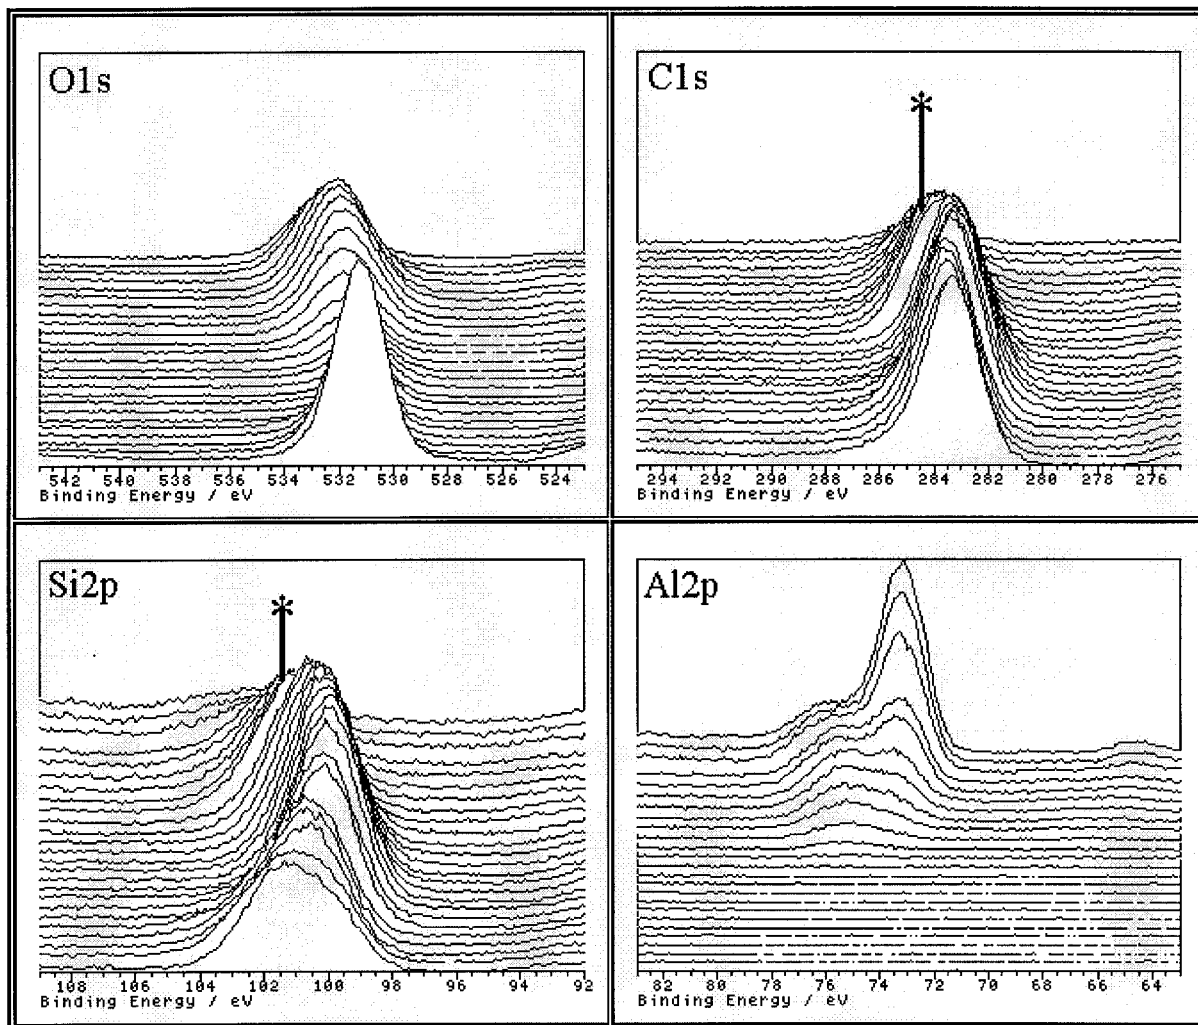 O1s
542 540 538 536 534 532 530 528 526 524
Binding Energy / eV
C1s
*
294 292 290 288 286 284 282 280 278 276
Binding Energy / eV
Si2p
*
108 106 104 102 100 98 96 94 92
Binding Energy / eV
Al2p
82 80 78 76 74 72 70 68 66 64
Binding Energy / eV